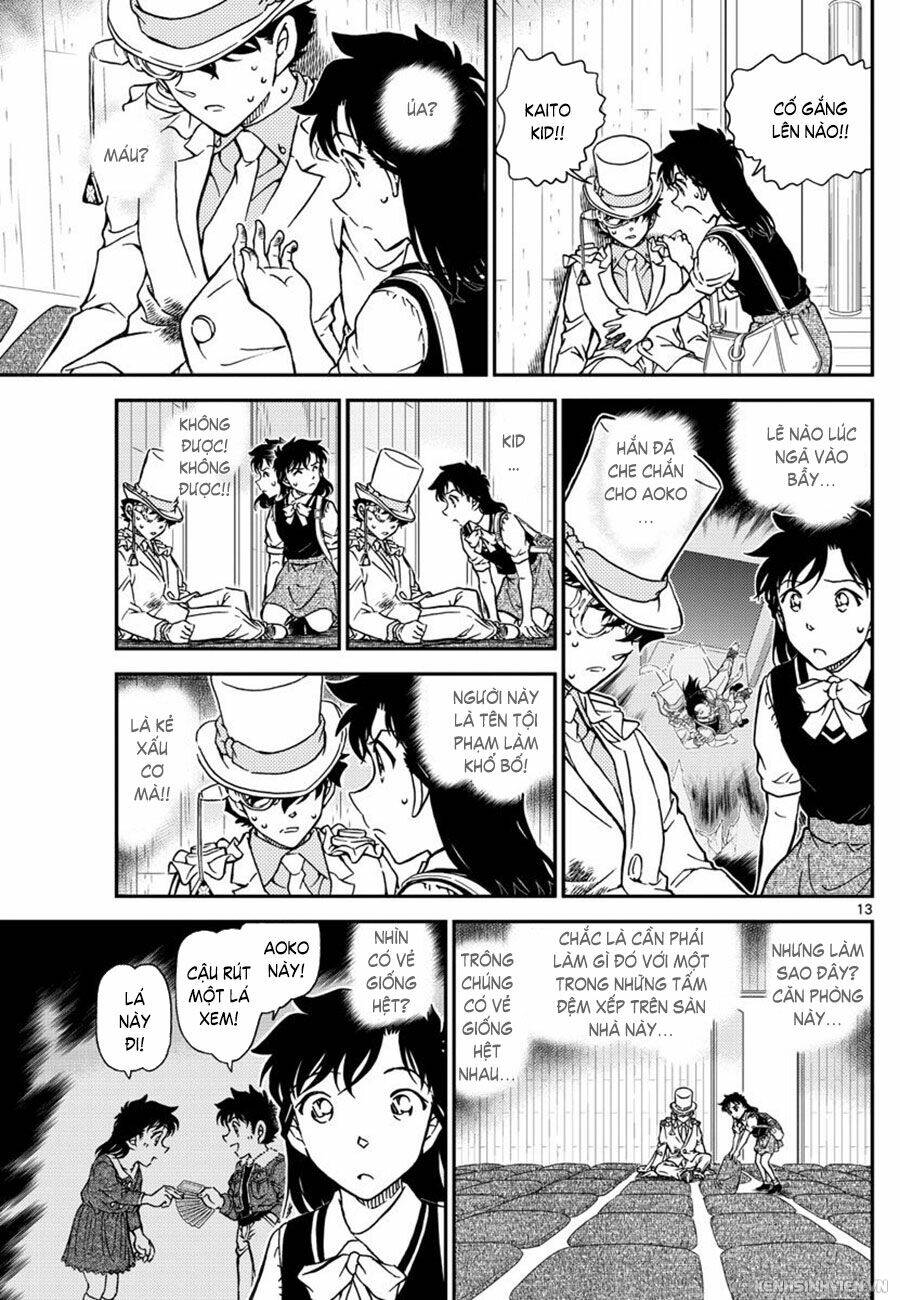 CỐ GẮNG
LÊN NÀO!!
KAITO
KID!!
ỦA?
MÁU?
LẼ NÀO LÚC
NGÃ VÀO
BẪY...
HẮN ĐÃ
CHE CHẮN
CHO AOKO
...
KID
...
KHÔNG
ĐƯỢC!
KHÔNG
ĐƯỢC!!
NGƯỜI NÀY
LÀ TÊN TỘI
PHẠM LÀM
KHỔ BỐ!
LÀ KẺ
XẤU
CƠ
MÀ!!
13
NHƯNG LÀM
SAO ĐÂY?
CĂN PHÒNG
NÀY...
CHẮC LÀ CẦN PHẢI
LÀM GÌ ĐÓ VỚI MỘT
TRONG NHỮNG TẤM
ĐỆM XẾP TRÊN SÀN
NHÀ NÀY...
TRÔNG
CHÚNG
CÓ VẺ
GIỐNG
HỆT
NHAU...
NHÌN
CÓ VẺ
GIỐNG
HỆT?
AOKO
NÀY!
CẬU RÚT
MỘT LÁ
XEM!
LÁ
NÀY
ĐI!
KENHSINHVIEN.VN